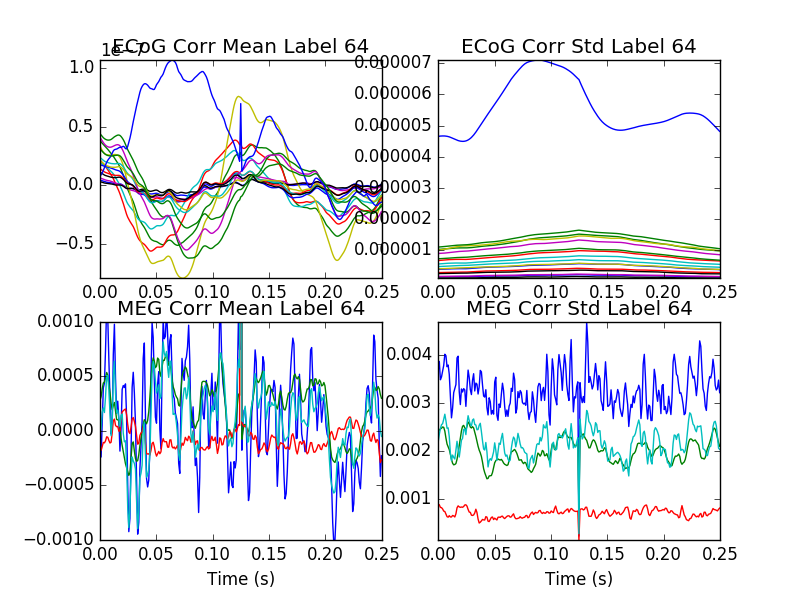 ECoG Corr Mean Label 64
1e−7
1.0
0.5
0.0
−0.5
0.00 0.05 0.10 0.15 0.20 0.25
ECoG Corr Std Label 64
0.000007
0.000006
0.000005
0.000004
0.000003
0.000002
0.000001
0.00 0.05 0.10 0.15 0.20 0.25
MEG Corr Mean Label 64
0.0010
0.0005
0.0000
−0.0005
−0.0010
0.00 0.05 0.10 0.15 0.20 0.25
Time (s)
MEG Corr Std Label 64
0.004
0.003
0.002
0.001
0.00 0.05 0.10 0.15 0.20 0.25
Time (s)